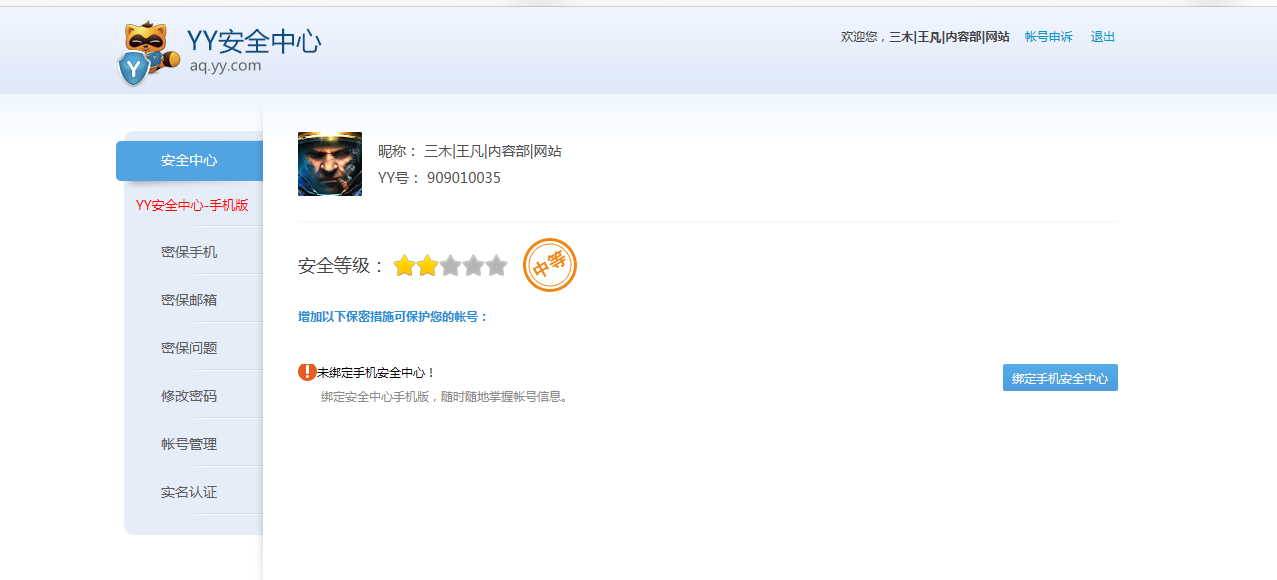 YY安全中心
aq.yy.com
欢迎您，三木|王凡|内容部|网站 帐号申诉 退出
安全中心
YY安全中心-手机版
密保手机
密保邮箱
密保问题
修改密码
帐号管理
实名认证
昵称： 三木|王凡|内容部|网站
YY号： 909010035
安全等级： 中等
增加以下保密措施可保护您的帐号：
未绑定手机安全中心！
绑定安全中心手机版，随时随地掌握帐号信息。
绑定手机安全中心